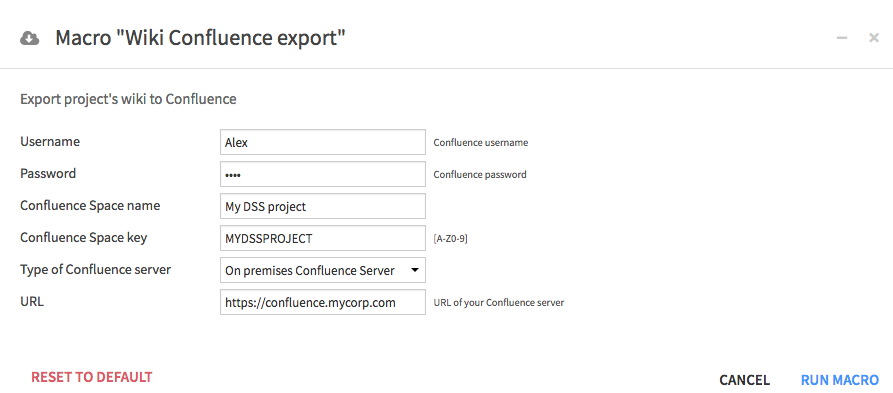 Macro "Wiki Confluence export"
Export project's wiki to Confluence
Username Alex Confluence username
Password •••• Confluence password
Confluence Space name My DSS project
Confluence Space key MYDSSPROJECT [A-Z0-9]
Type of Confluence server On premises Confluence Server
URL https://confluence.mycorp.com URL of your Confluence server
RESET TO DEFAULT CANCEL RUN MACRO